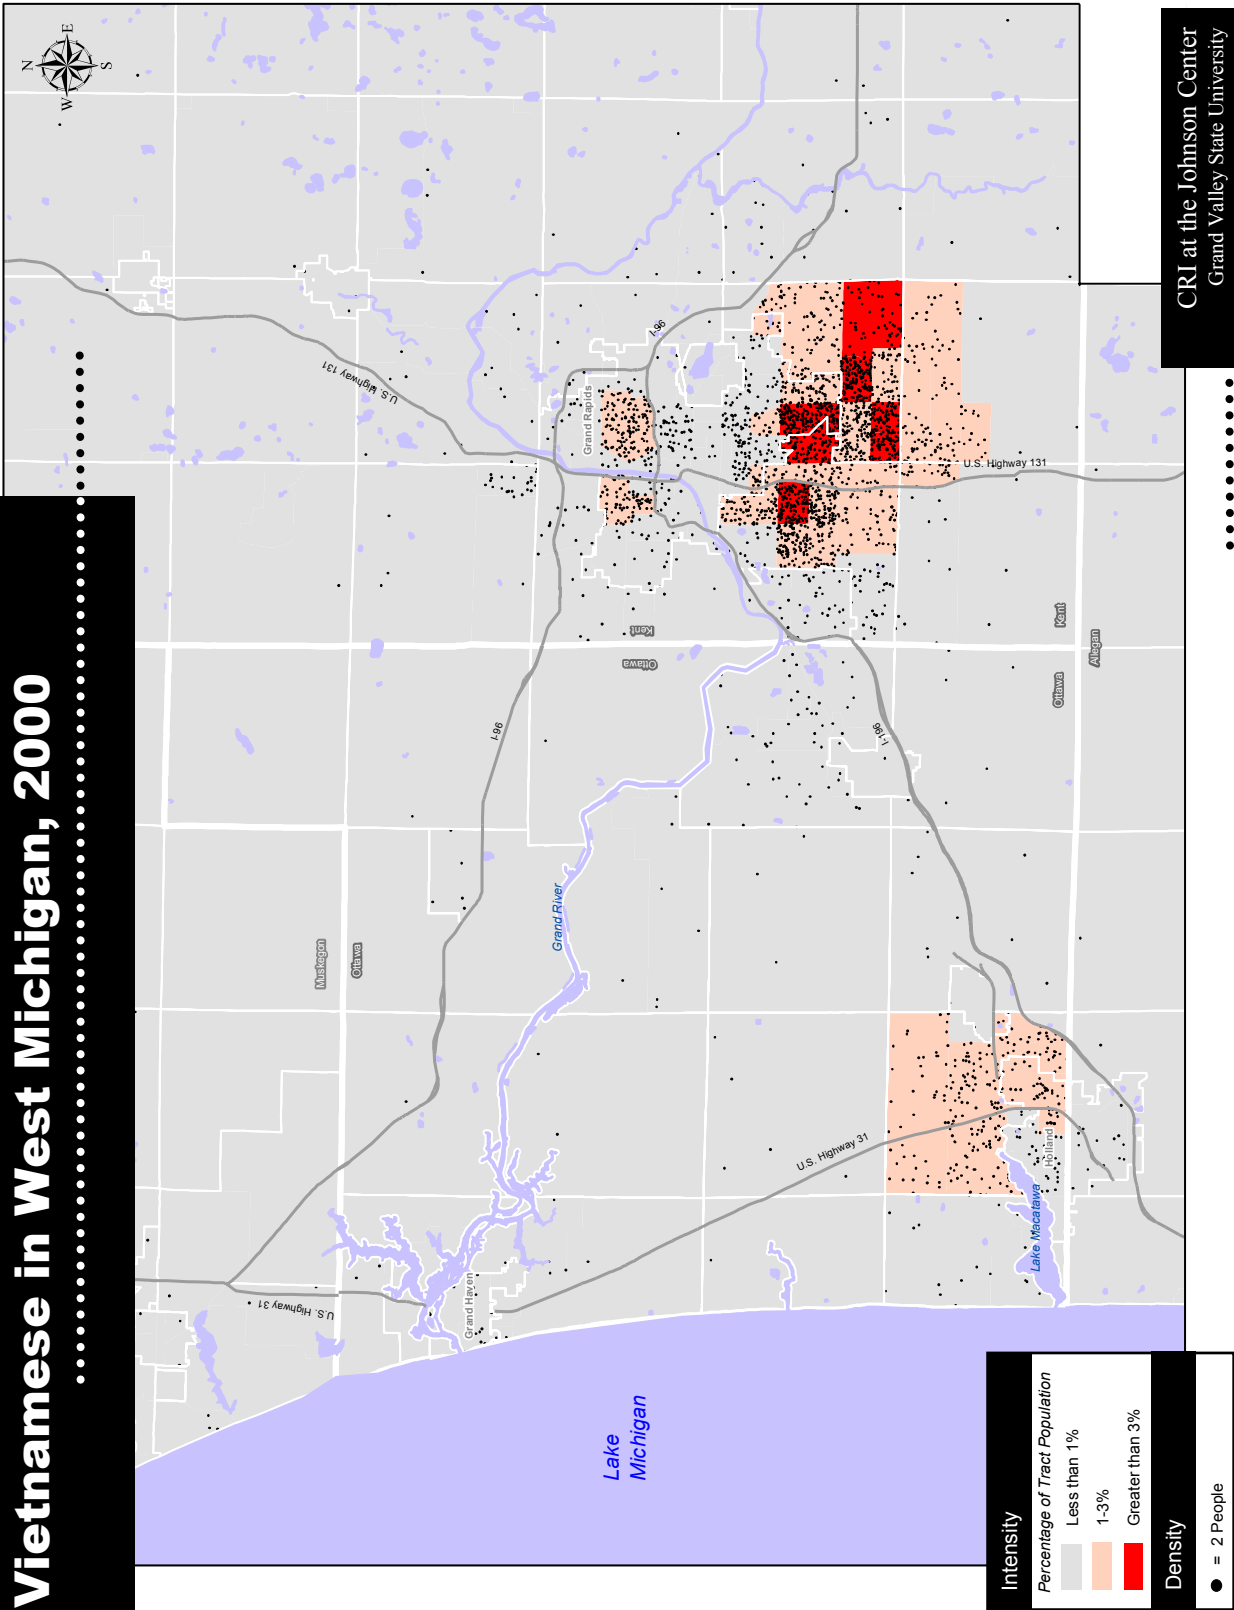 Vietnamese in West Michigan, 2000
N
E
S
W
CRI at the Johnson Center
Grand Valley State University
U.S. Highway 131
I-96
Grand Rapids
U.S. Highway 131
Kent
Ottawa
Kent
Ottawa
Allegan
I-96
I-196
Muskegon
Ottawa
Grand River
U.S. Highway 31
Holland
Lake Macatawa
U.S. Highway 31
Grand Haven
Lake
Michigan
Intensity
Percentage of Tract Population
Less than 1%
1-3%
Greater than 3%
Density
= 2 People